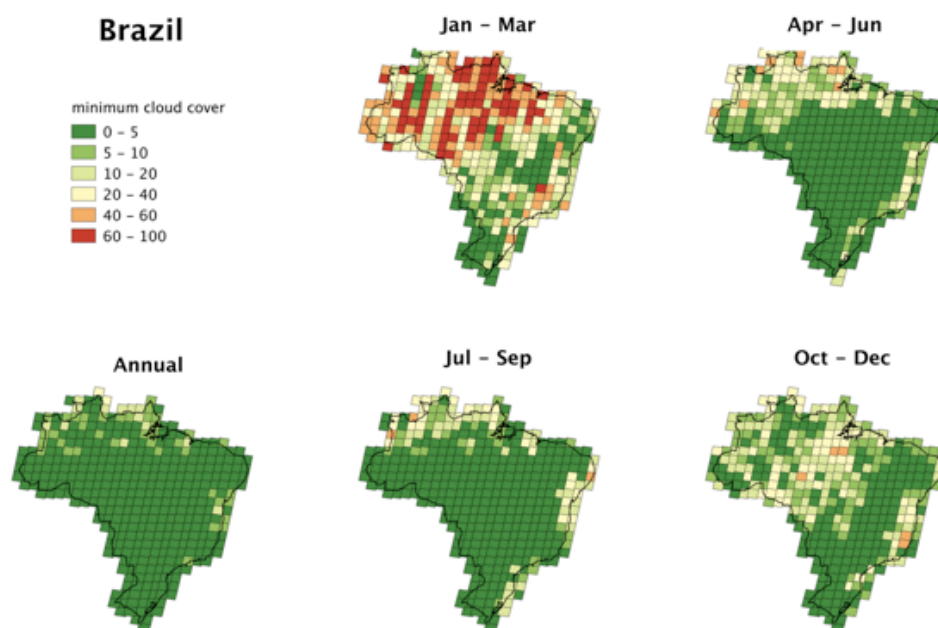 Brazil
Jan - Mar
Apr - Jun
minimum cloud cover
0 - 5
5 - 10
10 - 20
20 - 40
40 - 60
60 - 100
Annual
Jul - Sep
Oct - Dec